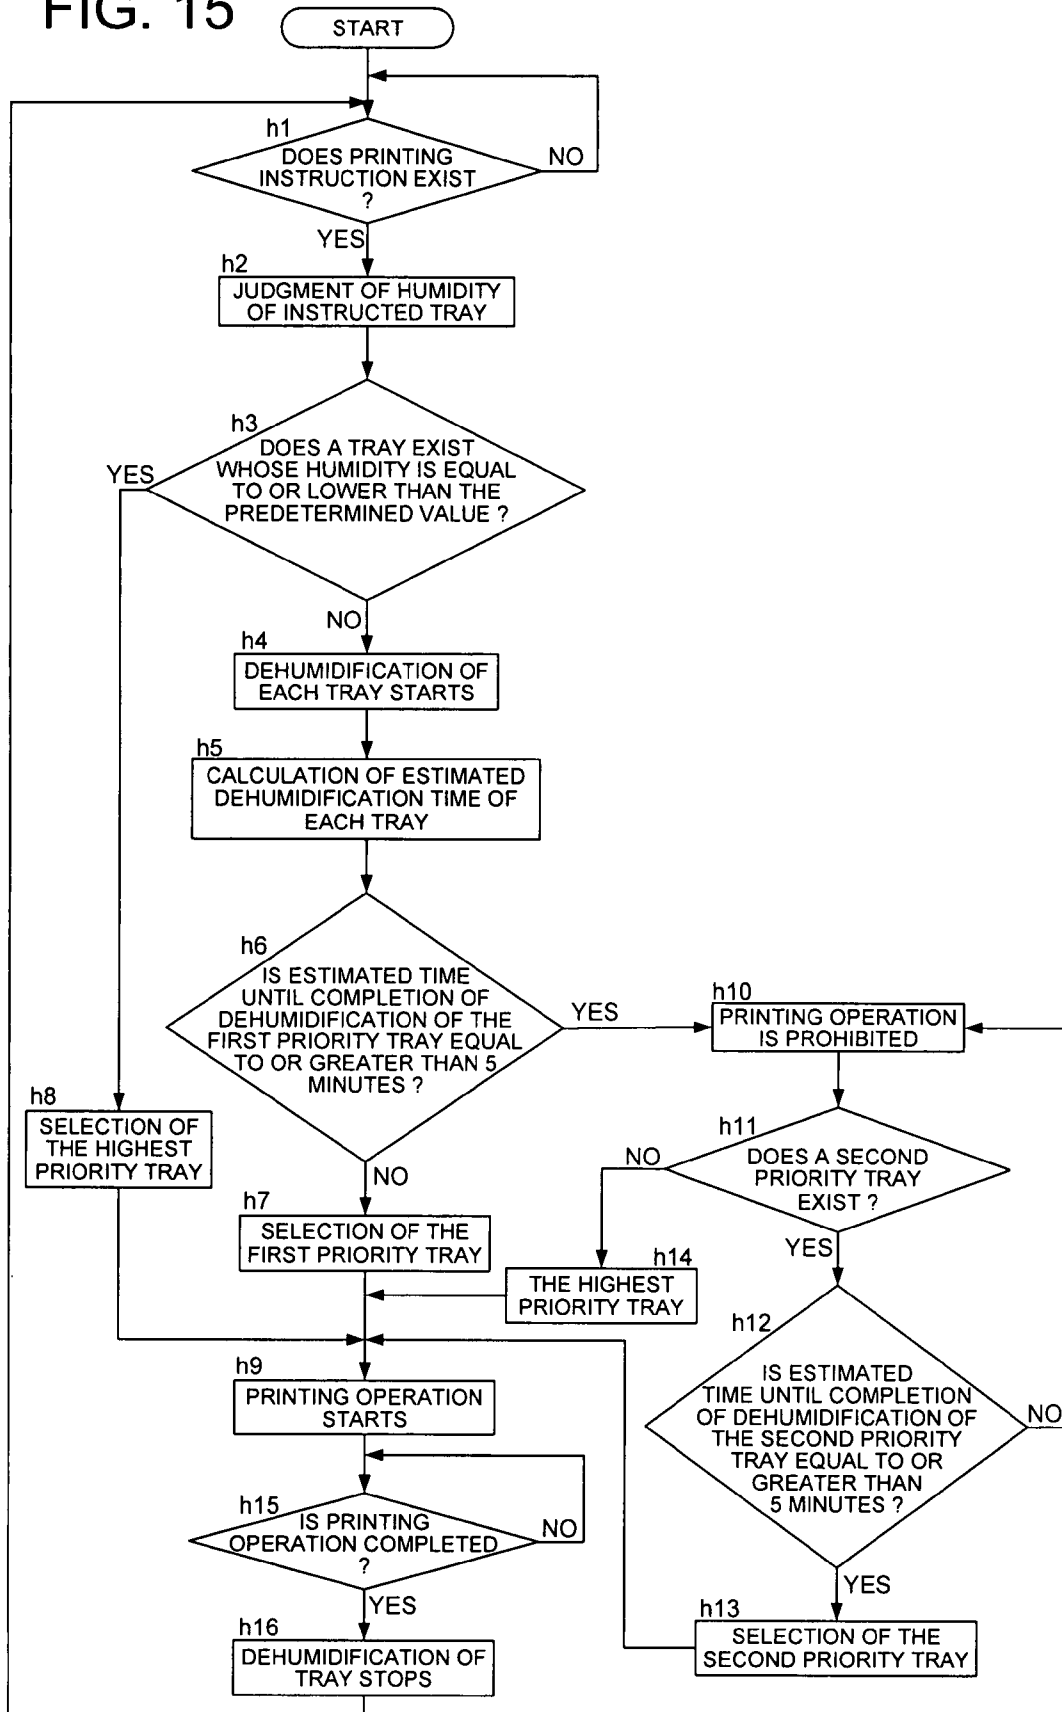 FIG. 15
START
h1
DOES PRINTING
INSTRUCTION EXIST
?
NO
YES
h2
JUDGMENT OF HUMIDITY
OF INSTRUCTED TRAY
h3
DOES A TRAY EXIST
WHOSE HUMIDITY IS EQUAL
TO OR LOWER THAN THE
PREDETERMINED VALUE ?
YES
NO
h4
DEHUMIDIFICATION OF
EACH TRAY STARTS
h5
CALCULATION OF ESTIMATED
DEHUMIDIFICATION TIME OF
EACH TRAY
h6
IS ESTIMATED TIME
UNTIL COMPLETION OF
DEHUMIDIFICATION OF THE
FIRST PRIORITY TRAY EQUAL
TO OR GREATER THAN 5
MINUTES ?
YES
NO
h10
PRINTING OPERATION
IS PROHIBITED
h8
SELECTION OF
THE HIGHEST
PRIORITY TRAY
h11
DOES A SECOND
PRIORITY TRAY
EXIST ?
NO
YES
h7
SELECTION OF THE
FIRST PRIORITY TRAY
h14
THE HIGHEST
PRIORITY TRAY
h12
IS ESTIMATED
TIME UNTIL COMPLETION
OF DEHUMIDIFICATION OF
THE SECOND PRIORITY
TRAY EQUAL TO OR
GREATER THAN
5 MINUTES ?
NO
YES
h9
PRINTING OPERATION
STARTS
h15
IS PRINTING
OPERATION COMPLETED
?
NO
YES
h13
SELECTION OF THE
SECOND PRIORITY TRAY
h16
DEHUMIDIFICATION OF
TRAY STOPS